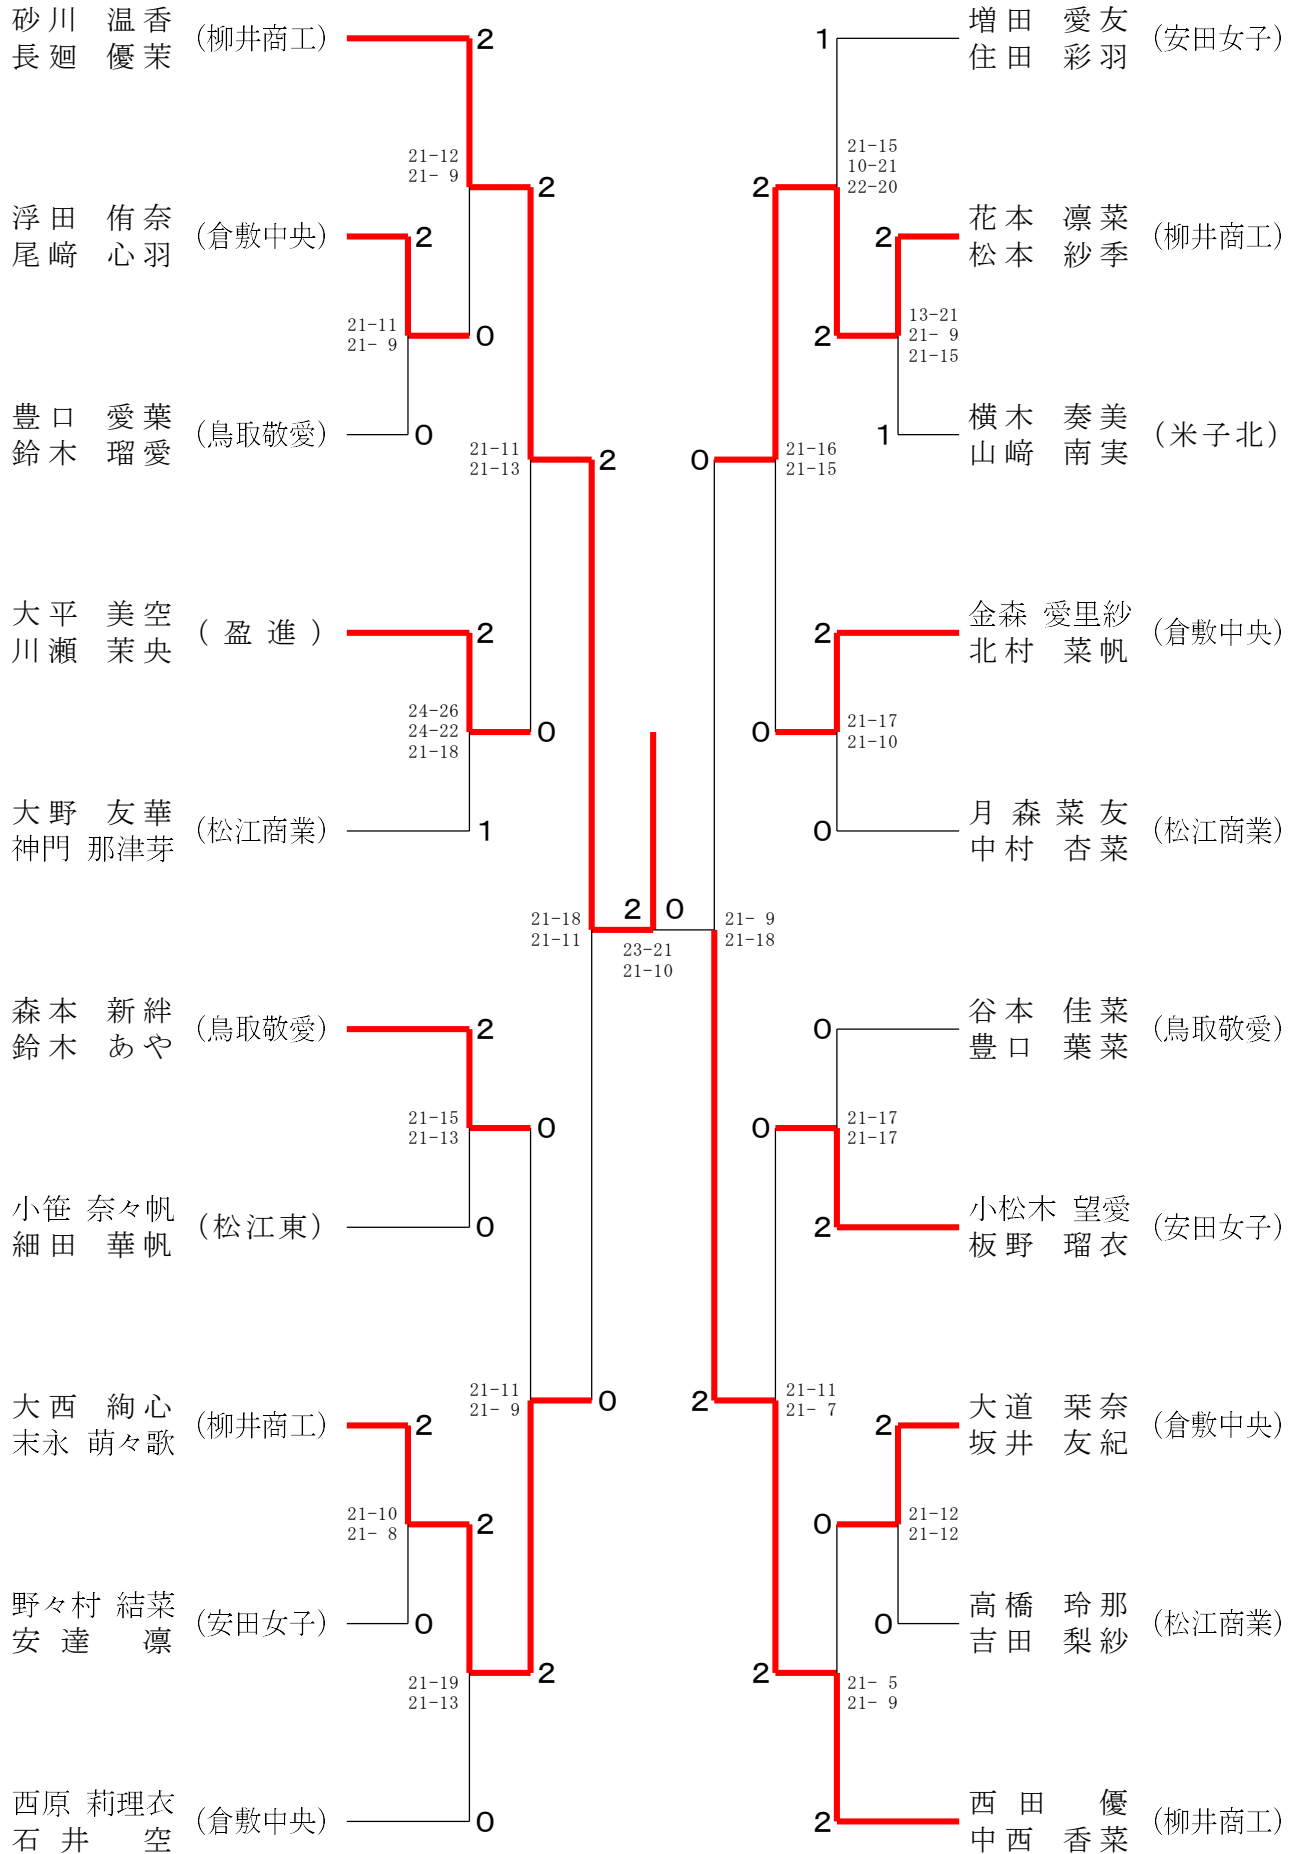 砂川 温香
長廻 優茉
(柳井商工)
2
21-12
21- 9
2
浮田 侑奈
尾﨑 心羽
(倉敷中央)
2
21-11
21- 9
0
豊口 愛葉
鈴木 瑠愛
(鳥取敬愛)
0
21-11
21-13
2
大平 美空
川瀬 茉央
(盈進)
2
24-26
24-22
21-18
0
大野 友華
神門 那津芽
(松江商業)
1
21-18
21-11
2
0
23-21
21-10
森本 新絆
鈴木 あや
(鳥取敬愛)
2
21-15
21-13
0
小笹 奈々帆
細田 華帆
(松江東)
0
21-11
21- 9
0
大西 絢心
末永 萌々歌
(柳井商工)
2
21-10
21- 8
2
野々村 結菜
安達 凛
(安田女子)
0
21-19
21-13
2
西原 莉理衣
石井 空
(倉敷中央)
0
1
増田 愛友
住田 彩羽
(安田女子)
21-15
10-21
22-20
2
2
花本 凛菜
松本 紗季
(柳井商工)
13-21
21- 9
21-15
2
1
横木 奏美
山﨑 南実
(米子北)
0
21-16
21-15
2
金森 愛里紗
北村 菜帆
(倉敷中央)
0
21-17
21-10
0
月森 菜友
中村 杏菜
(松江商業)
21- 9
21-18
0
谷本 佳菜
豊口 葉菜
(鳥取敬愛)
0
21-17
21-17
2
小松木 望愛
板野 瑠衣
(安田女子)
2
21-11
21- 7
2
大道 栞奈
坂井 友紀
(倉敷中央)
0
21-12
21-12
0
高橋 玲那
吉田 梨紗
(松江商業)
2
21- 5
21- 9
2
西田 優
中西 香菜
(柳井商工)